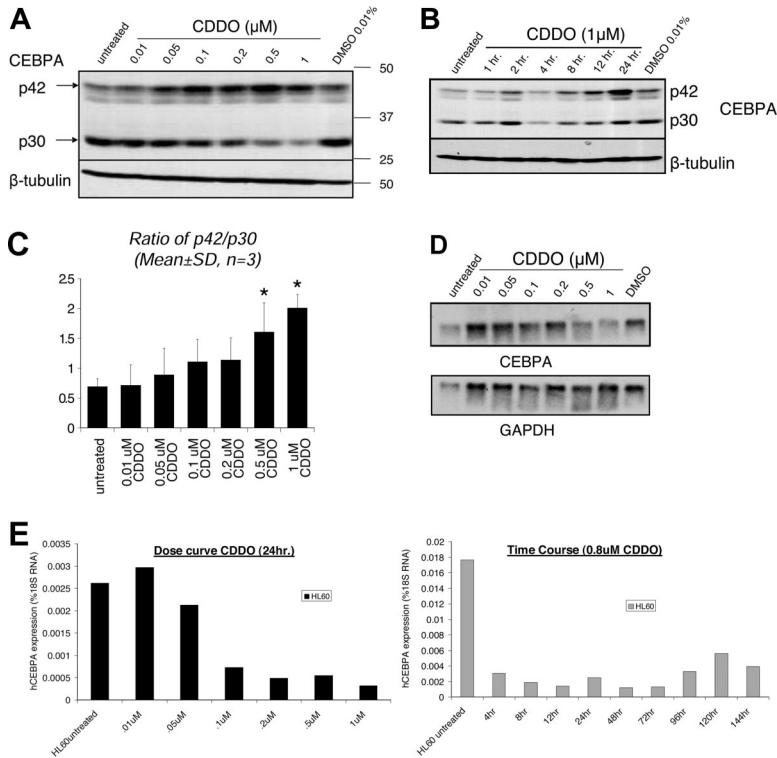 A
CDDO (µM)
untreated
0.01
0.05
0.1
0.2
0.5
1
DMSO 0.01%
CEBPA
p42
p30
β-tubulin
50
37
25
50
B
CDDO (1µM)
untreated
1 hr.
2 hr.
4 hr.
8 hr.
12 hr.
24 hr.
DMSO 0.01%
p42
p30
CEBPA
β-tubulin
C
Ratio of p42/p30
(Mean±SD, n=3)
2.5
2
1.5
1
0.5
0
* *
untreated
0.01 uM CDDO
0.05 uM CDDO
0.1 uM CDDO
0.2 uM CDDO
0.5 uM CDDO
1 uM CDDO
D
CDDO (µM)
untreated
0.01
0.05
0.1
0.2
0.5
1
DMSO
CEBPA
GAPDH
E
Dose curve CDDO (24hr.)
hCEBPA expression (%18S RNA)
0.0035
0.003
0.0025
0.002
0.0015
0.001
0.0005
0
HL60
HL60untreated
.01uM
.05uM
.1uM
.2uM
.5uM
1uM
Time Course (0.8uM CDDO)
hCEBPA expression (%18S RNA)
0.02
0.018
0.016
0.014
0.012
0.01
0.008
0.006
0.004
0.002
0
HL60
HL60 untreated
4hr
8hr
12hr
24hr
48hr
72hr
96hr
120hr
144hr